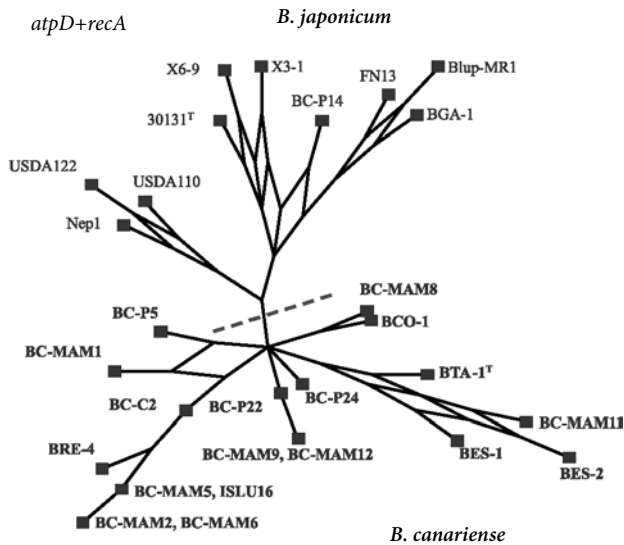 B. japonicum
atpD+recA
X6-9
X3-1
Blup-MR1
FN13
BC-P14
30131ᵀ
BGA-1
USDA122
USDA110
Nep1
BC-MAM8
BC-P5
BCO-1
BC-MAM1
BTA-1ᵀ
BC-C2
BC-P22
BC-P24
BC-MAM11
BRE-4
BC-MAM9, BC-MAM12
BES-1
BES-2
BC-MAM5, ISLU16
BC-MAM2, BC-MAM6
B. canariense